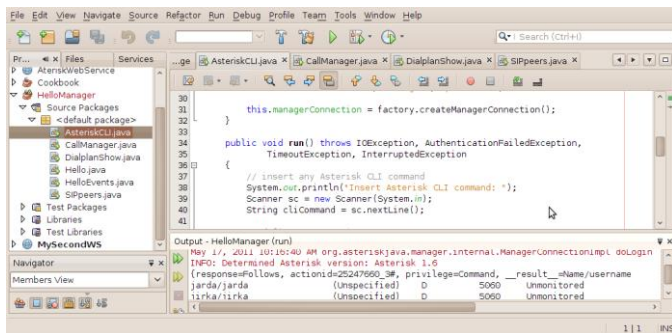 File Edit View Navigate Source Refactor Run Debug Profile Team Tools Window Help
Search (Ctrl+I)
Pr... Files Services
...ge AsteriskCLI.java CallManager.java DialplanShow.java SIPpeers.java
AteriskWebService
Cookbook
HelloManager
Source Packages
<default package>
AsteriskCLI.java
CallManager.java
DialplanShow.java
Hello.java
HelloEvents.java
SIPpeers.java
Test Packages
Libraries
Test Libraries
MySecondWS
Navigator
Members View
30
31 this.managerConnection = factory.createManagerConnection();
32 }
33
34 public void run() throws IOException, AuthenticationFailedException,
35 TimeoutException, InterruptedException
36 {
37 // insert any Asterisk CLI command
38 System.out.println("Insert Asterisk CLI command: ");
39 Scanner sc = new Scanner(System.in);
40 String cliCommand = sc.nextLine();
41
Output - HelloManager (run)
May 17, 2011 10:16:40 AM org.asteriskjava.manager.internal.ManagerConnectionImpl doLogin
INFO: Determined Asterisk version: Asterisk 1.6
{response=Follows, actionid=25247660_3#, privilege=Command, __result__=Name/username
jarda/jarda (Unspecified) D 5060 Unmonitored
jirka/jirka (Unspecified) D 5060 Unmonitored
1|1 INS